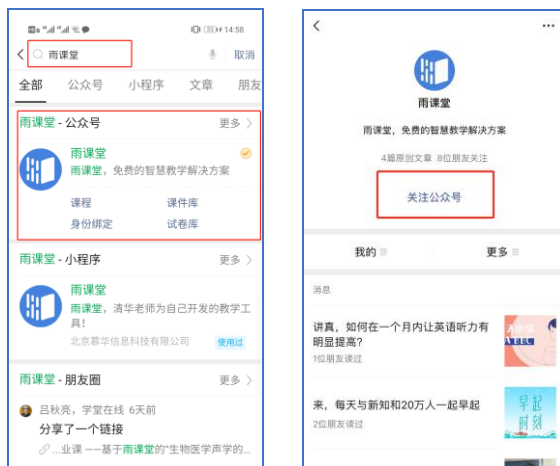 14:58
雨课堂
取消
全部 公众号 小程序 文章 朋友
雨课堂 - 公众号 更多
雨课堂
雨课堂，免费的智慧教学解决方案
课程 课件库
身份绑定 试卷库
雨课堂 - 小程序 更多
雨课堂
雨课堂，清华老师为自己开发的教学工
具！
北京慕华信息科技有限公司 使用过
雨课堂 - 朋友圈 更多
吕秋亮，学堂在线 6天前
分享了一个链接
...业课 一一基于雨课堂的“生物医学声学的...
雨课堂
雨课堂，免费的智慧教学解决方案
4篇原创文章 8位朋友关注
关注公众号
我的 更多
消息
讲真，如何在一个月内让英语听力有
明显提高？
1位朋友读过
来，每天与新知和20万人一起早起
2位朋友读过
早起
时刻